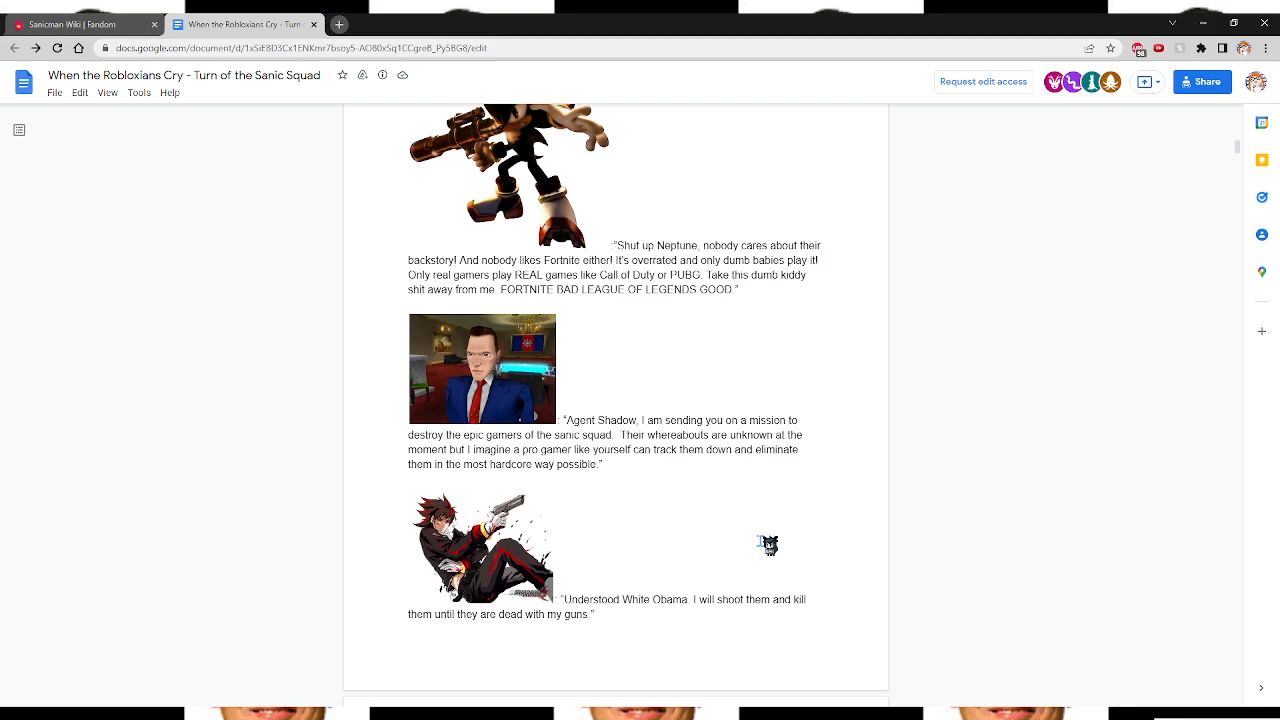 Sanicman Wiki | Fandom
When the Robloxians Cry - Turn
docs.google.com/document/d/1xSiE8D3Cx1ENKmr7bsoy5-AO80xSq1CCgreB_Py5BG8/edit
When the Robloxians Cry - Turn of the Sanic Squad
File Edit View Tools Help
Request edit access
Share
:"Shut up Neptune, nobody cares about their
backstory! And nobody likes Fortnite either! It's overrated and only dumb babies play it!
Only real gamers play REAL games like Call of Duty or PUBG. Take this dumb kiddy
shit away from me. FORTNITE BAD LEAGUE OF LEGENDS GOOD."
: "Agent Shadow, I am sending you on a mission to
destroy the epic gamers of the sanic squad. Their whereabouts are unknown at the
moment but I imagine a pro gamer like yourself can track them down and eliminate
them in the most hardcore way possible."
: "Understood White Obama. I will shoot them and kill
them until they are dead with my guns."